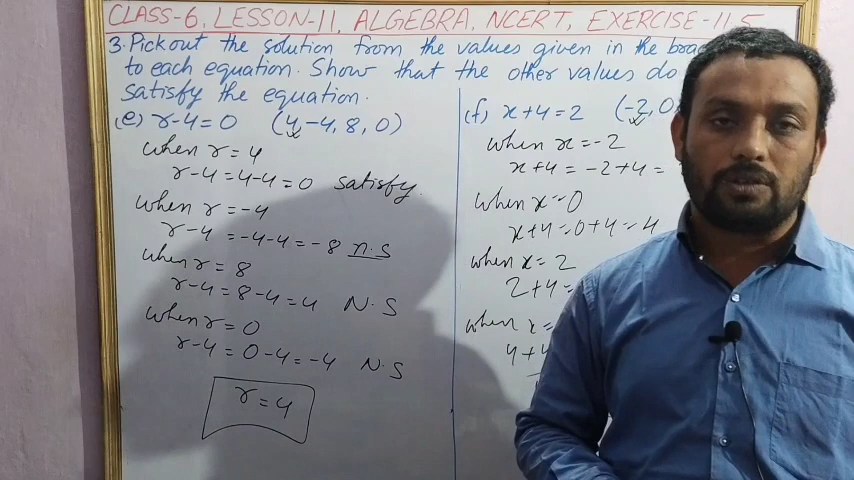 CLASS-6, LESSON-11, ALGEBRA, NCERT, EXERCISE-11.5
3. Pickout the solution from the values given in the
to each equation. Show that the other values do
satisfy the equation.
(e) r-4=0 (4,-4, 8, 0)
when r = 4
r-4 = 4-4 = 0 satisfy.
when r = -4
r-4 = -4-4 = -8 n.s
when r = 8
r-4 = 8-4 = 4 N.S
when r = 0
r-4 = 0-4 = -4 N.S
r = 4
(f) x+4=2 (-2, 0,
when x = -2
x+4 = -2+4 =
when x = 0
x+4 = 0+4 = 4
when x = 2
2+4 =
when x =
4+4